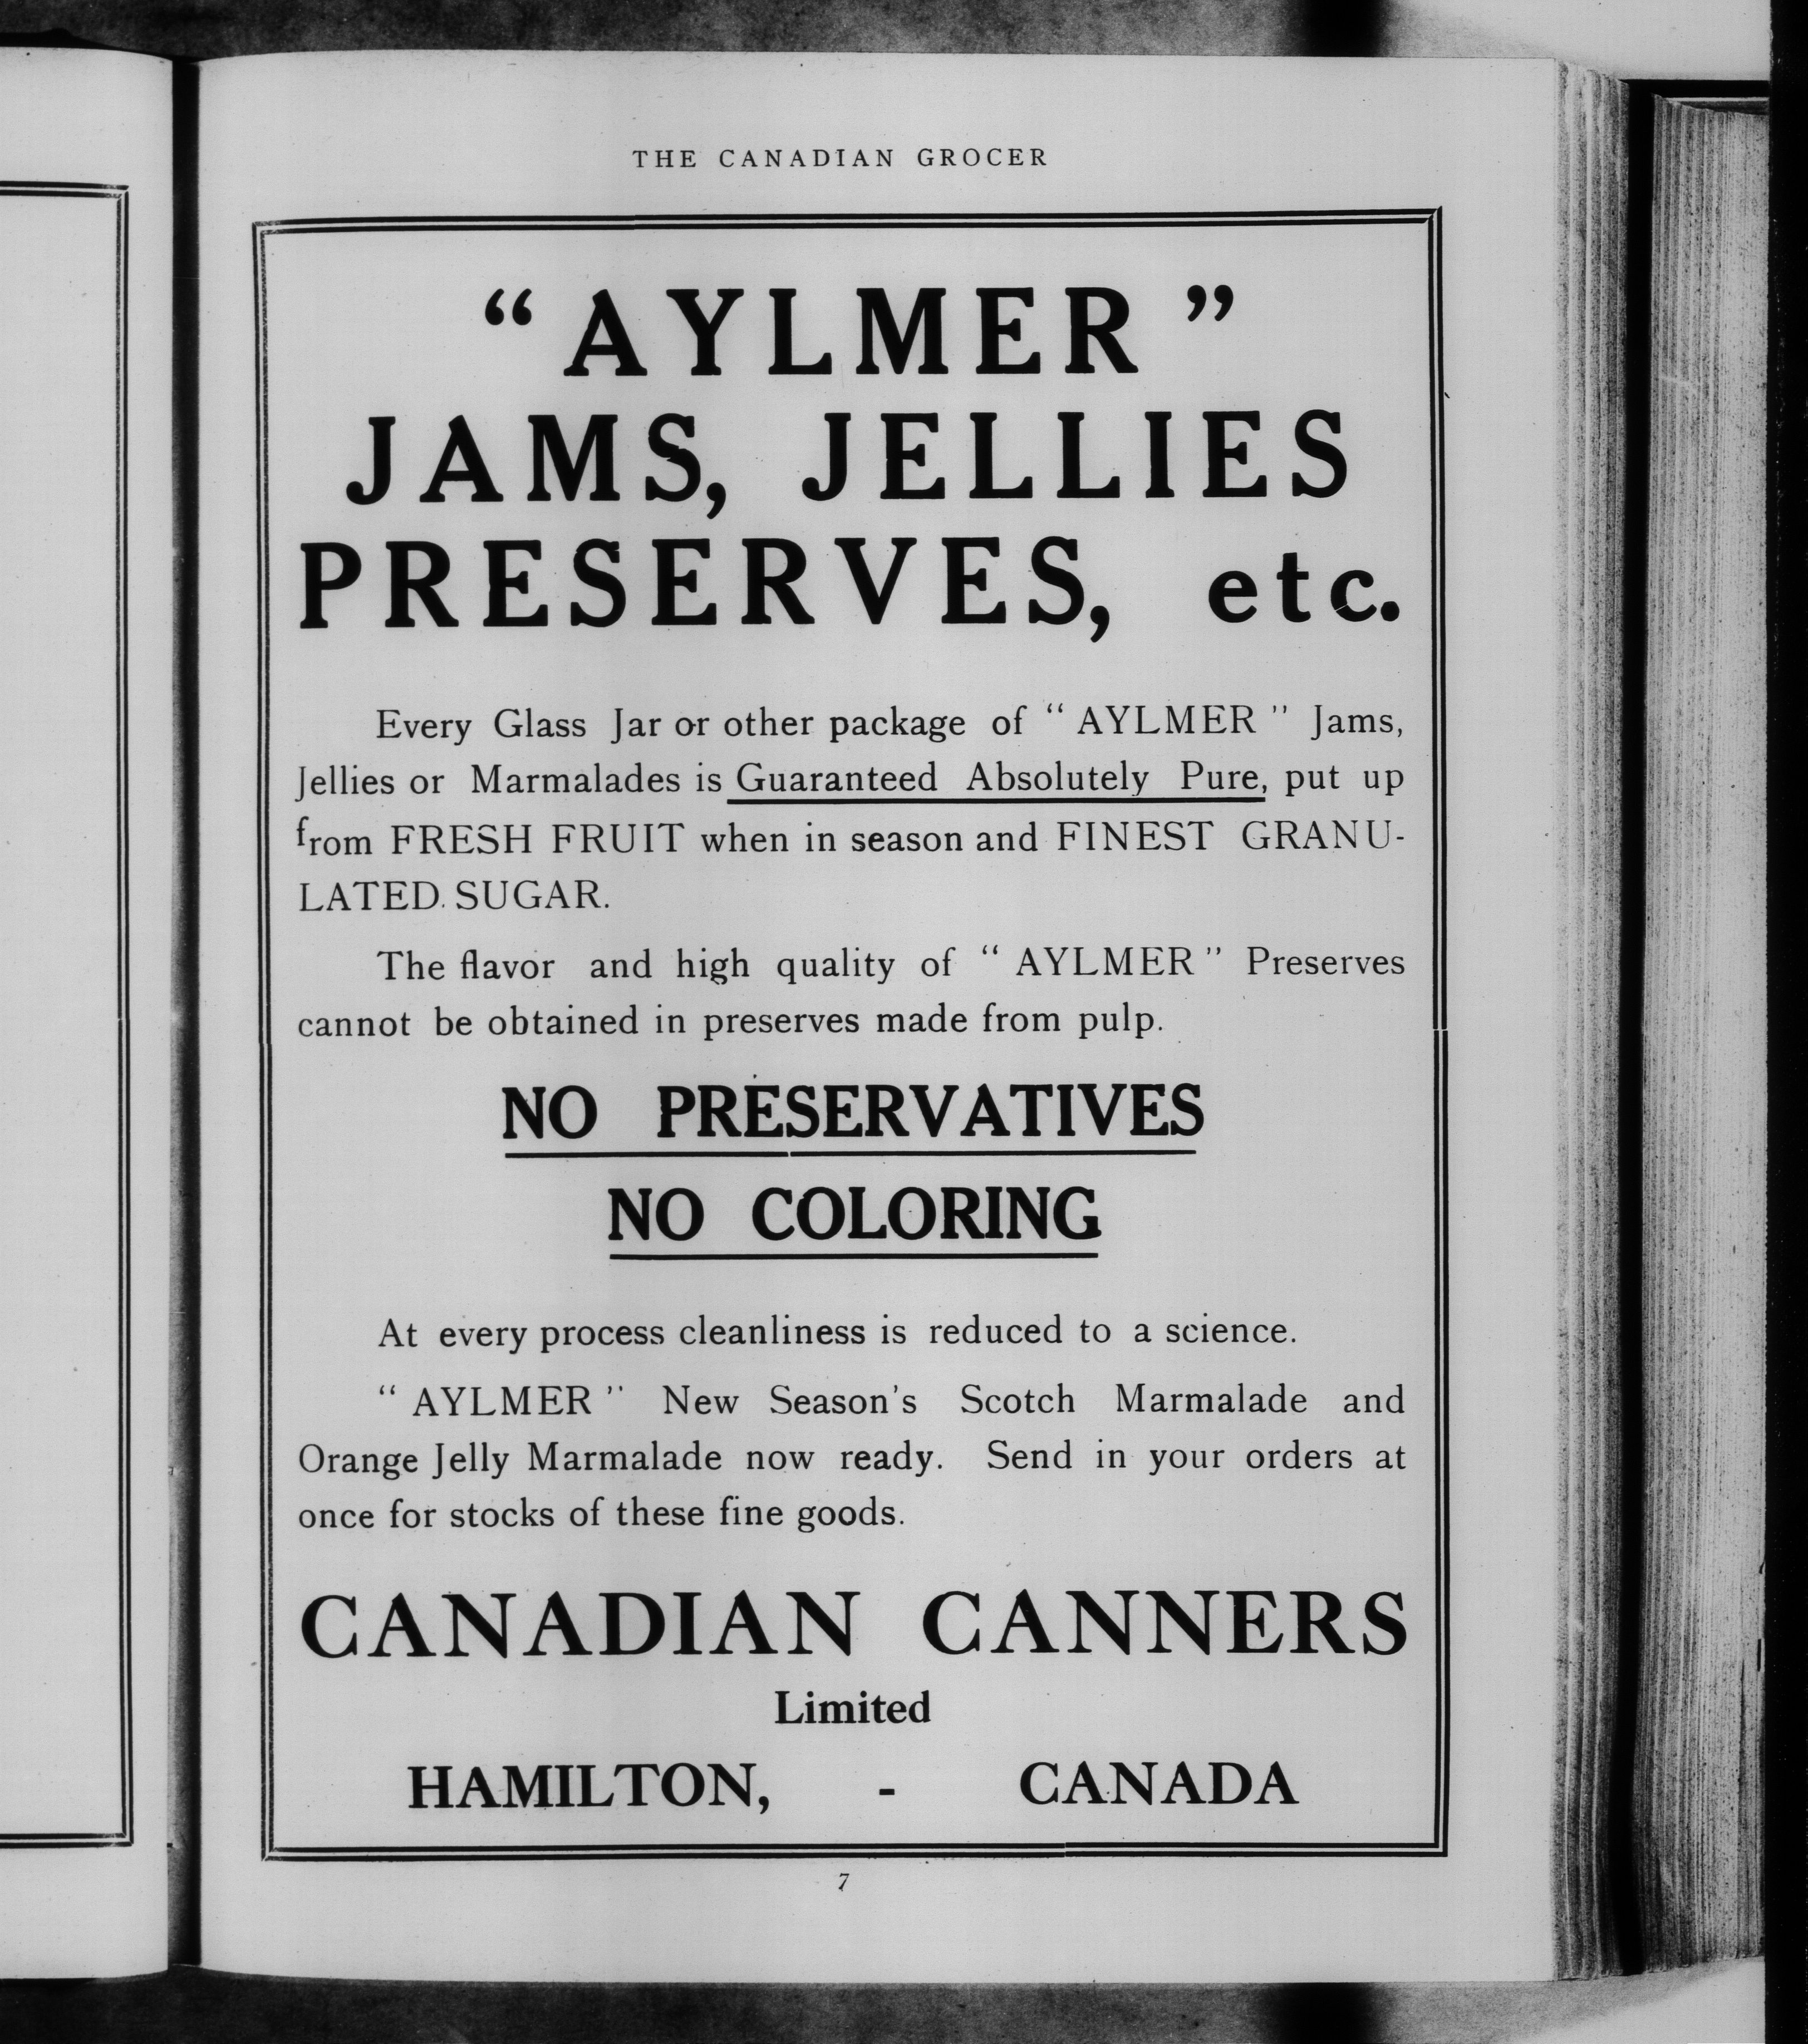 THE CANADIAN GROCER
“AYLMER”
JAMS, JELLIES
PRESERVES, etc.
Every Glass Jar or other package of “AYLMER” Jams,
Jellies or Marmalades is Guaranteed Absolutely Pure, put up
from FRESH FRUIT when in season and FINEST GRANU-
LATED SUGAR.
The flavor and high quality of “AYLMER” Preserves
cannot be obtained in preserves made from pulp.
NO PRESERVATIVES
NO COLORING
At every process cleanliness is reduced to a science.
“AYLMER” New Season's Scotch Marmalade and
Orange Jelly Marmalade now ready. Send in your orders at
once for stocks of these fine goods.
CANADIAN CANNERS
Limited
HAMILTON, - CANADA
7